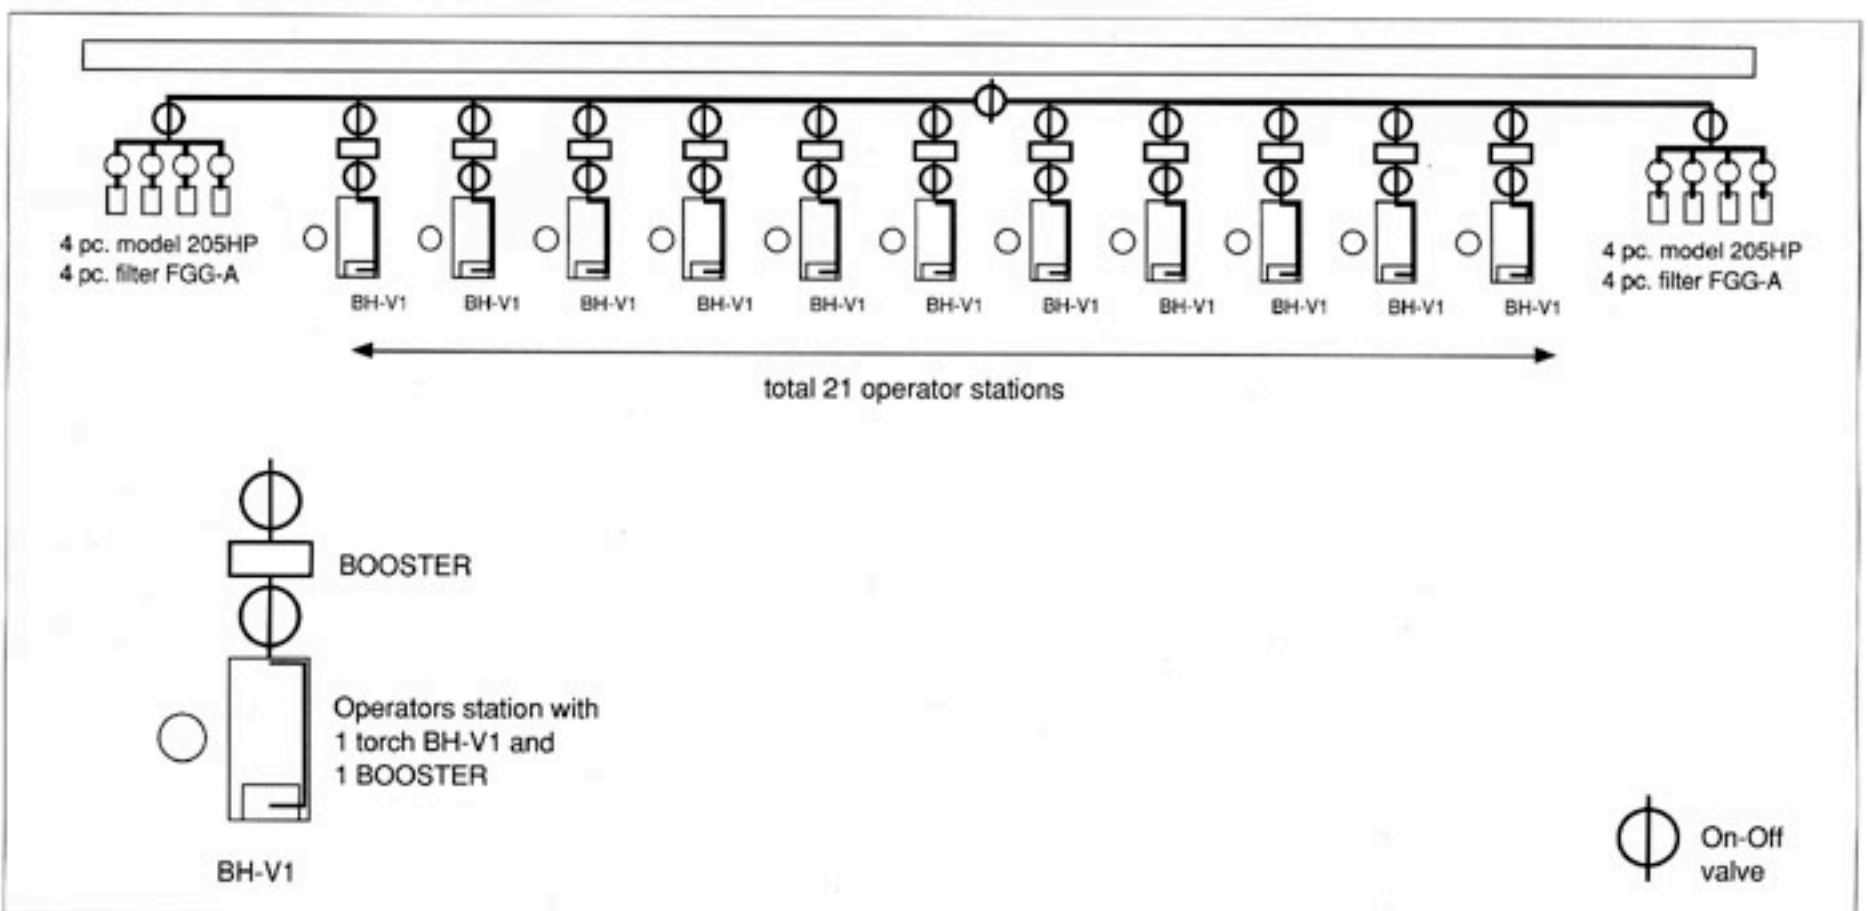 4 pc. model 205HP
4 pc. filter FGG-A
BH-V1
BH-V1
BH-V1
BH-V1
BH-V1
BH-V1
BH-V1
BH-V1
BH-V1
BH-V1
BH-V1
4 pc. model 205HP
4 pc. filter FGG-A
total 21 operator stations
BOOSTER
Operators station with
1 torch BH-V1 and
1 BOOSTER
BH-V1
On-Off
valve